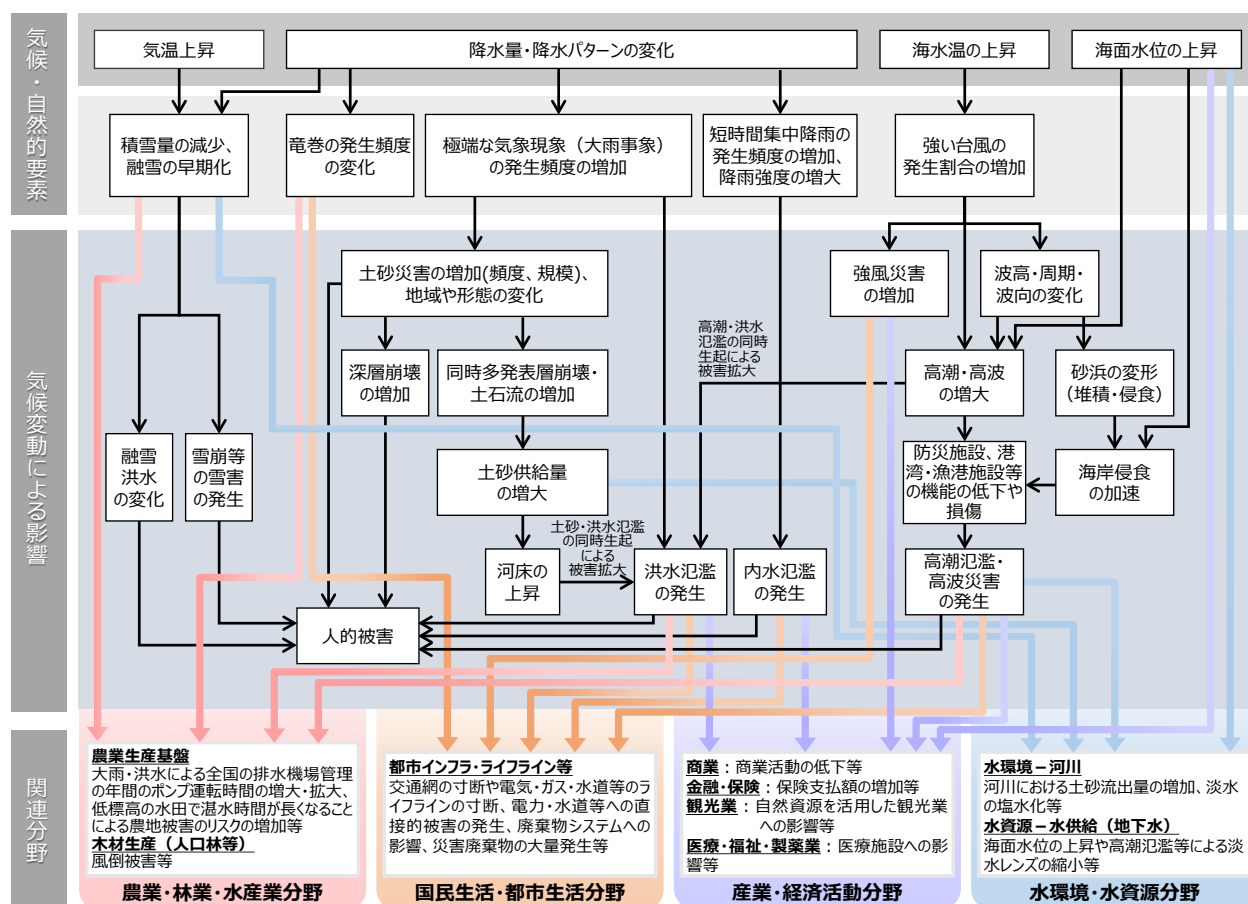 気候・自然的要素
気温上昇
降水量・降水パターンの変化
海水温の上昇
海面水位の上昇
積雪量の減少、
融雪の早期化
竜巻の発生頻度
の変化
極端な気象現象（大雨事象）
の発生頻度の増加
短時間集中降雨の
発生頻度の増加、
降雨強度の増大
強い台風の
発生割合の増加
気候変動による影響
土砂災害の増加(頻度、規模)、
地域や形態の変化
強風災害
の増加
波高・周期・
波向の変化
高潮・洪水
氾濫の同時
生起による
被害拡大
深層崩壊
の増加
同時多発表層崩壊・
土石流の増加
高潮・高波
の増大
砂浜の変形
（堆積・侵食）
融雪
洪水
の変化
雪崩等
の雪害
の発生
土砂供給量
の増大
防災施設、港
湾・漁港施設等
の機能の低下や
損傷
海岸侵食
の加速
土砂・洪水氾濫
の同時生起
による
被害拡大
河床の
上昇
洪水氾濫
の発生
内水氾濫
の発生
高潮氾濫・
高波災害
の発生
人的被害
関連分野
農業生産基盤
大雨・洪水による全国の排水機場管理
の年間のポンプ運転時間の増大・拡大、
低標高の水田で湛水時間が長くなること
による農地被害のリスクの増加等
木材生産（人口林等）
風倒被害等
農業・林業・水産業分野
都市インフラ・ライフライン等
交通網の寸断や電気・ガス・水道等のラ
イフラインの寸断、電力・水道等への直
接的被害の発生、廃棄物システムへの
影響、災害廃棄物の大量発生等
国民生活・都市生活分野
商業：商業活動の低下等
金融・保険：保険支払額の増加等
観光業：自然資源を活用した観光業
への影響等
医療・福祉・製薬業：医療施設への影
響等
産業・経済活動分野
水環境－河川
河川における土砂流出量の増加、淡水
の塩水化等
水資源－水供給（地下水）
海面水位の上昇や高潮氾濫等による淡
水レンズの縮小等
水環境・水資源分野